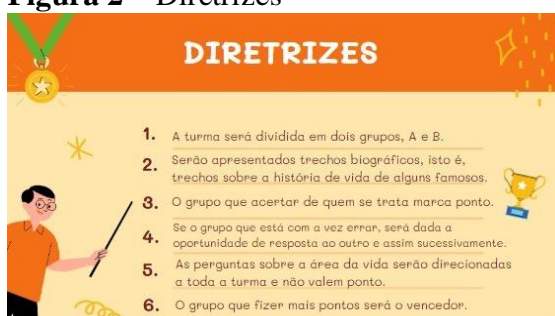 Figura 2 – Diretrizes
DIRETRIZES
1. A turma será dividida em dois grupos, A e B.
2. Serão apresentados trechos biográficos, isto é,
trechos sobre a história de vida de alguns famosos.
3. O grupo que acertar de quem se trata marca ponto.
4. Se o grupo que está com a vez errar, será dada a
oportunidade de resposta ao outro e assim sucessivamente.
5. As perguntas sobre a área da vida serão direcionadas
a toda a turma e não valem ponto.
6. O grupo que fizer mais pontos será o vencedor.